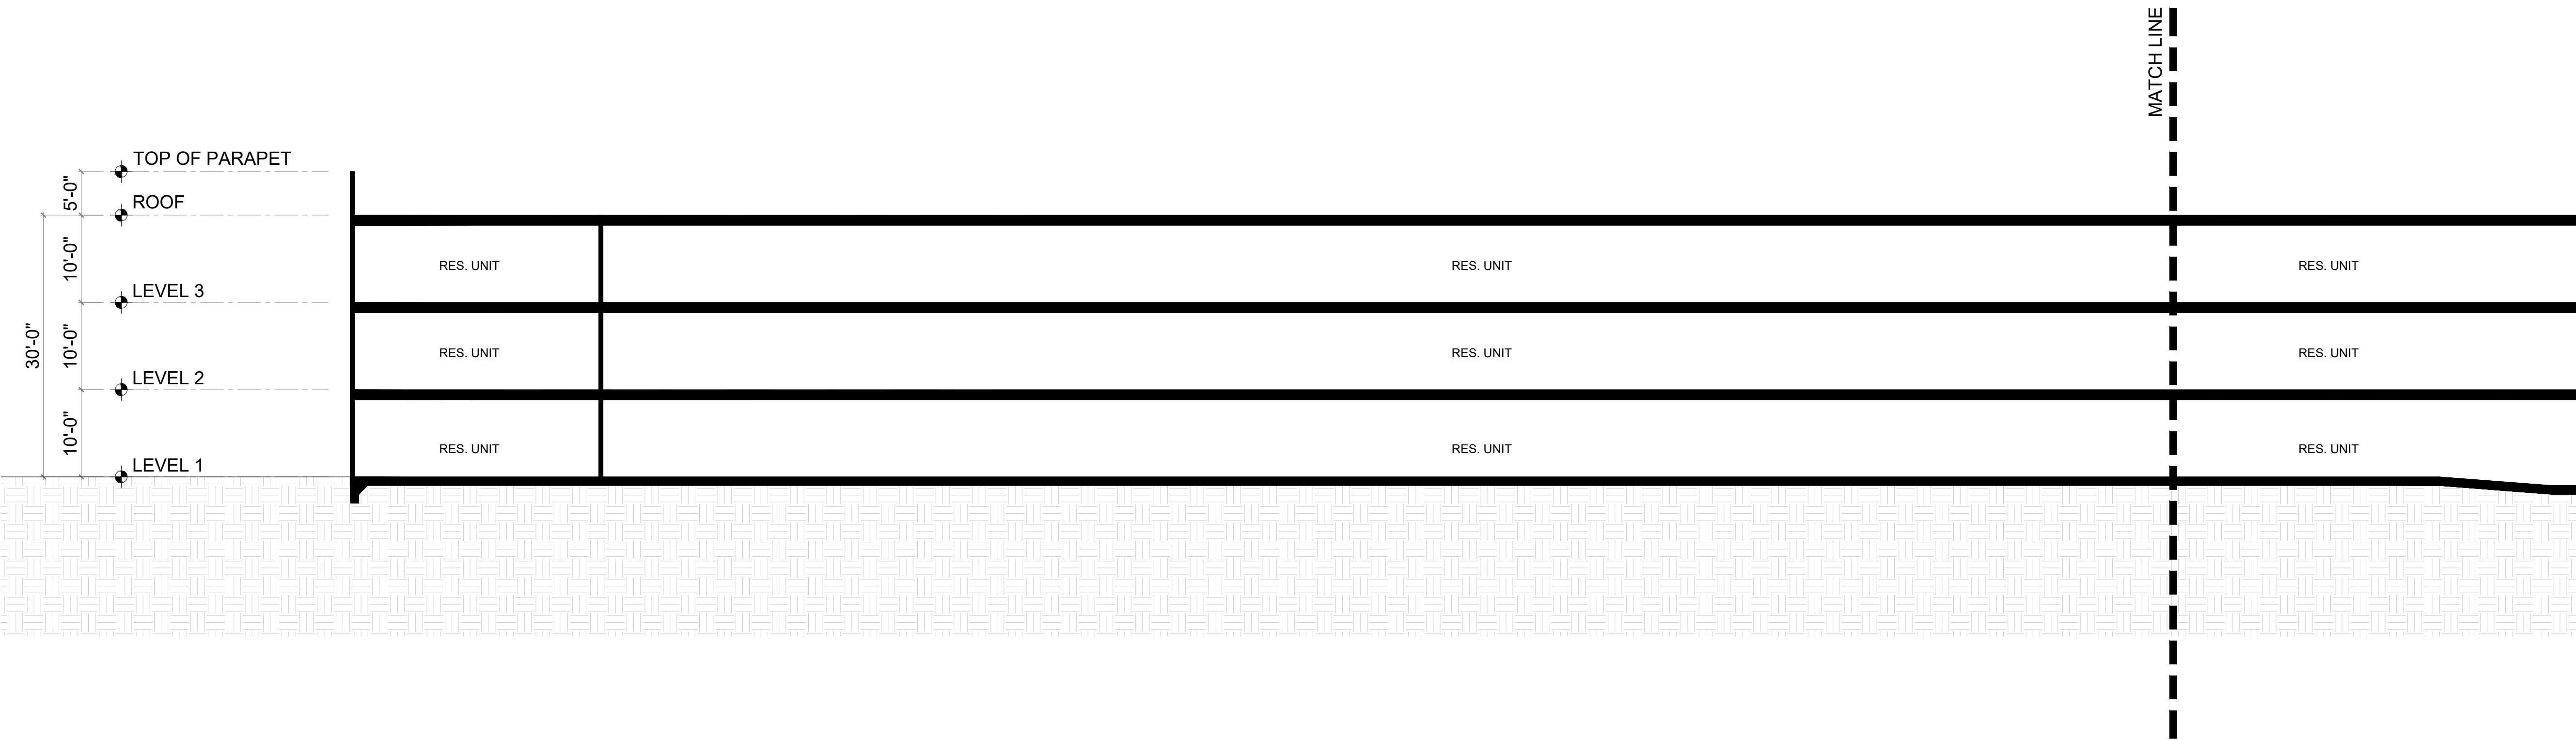 MATCH LINE
TOP OF PARAPET
5'-0"
ROOF
10'-0"
RES. UNIT
RES. UNIT
RES. UNIT
LEVEL 3
30'-0"
10'-0"
RES. UNIT
RES. UNIT
RES. UNIT
LEVEL 2
10'-0"
RES. UNIT
RES. UNIT
RES. UNIT
LEVEL 1